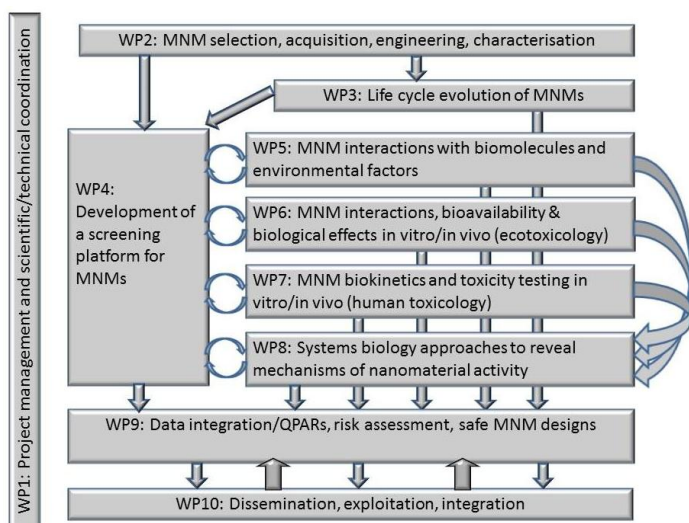 WP1: Project management and scientific/technical coordination
WP2: MNM selection, acquisition, engineering, characterisation
WP3: Life cycle evolution of MNMs
WP4:
Development of
a screening
platform for
MNMs
WP5: MNM interactions with biomolecules and
environmental factors
WP6: MNM interactions, bioavailability &
biological effects in vitro/in vivo (ecotoxicology)
WP7: MNM biokinetics and toxicity testing in
vitro/in vivo (human toxicology)
WP8: Systems biology approaches to reveal
mechanisms of nanomaterial activity
WP9: Data integration/QPARs, risk assessment, safe MNM designs
WP10: Dissemination, exploitation, integration